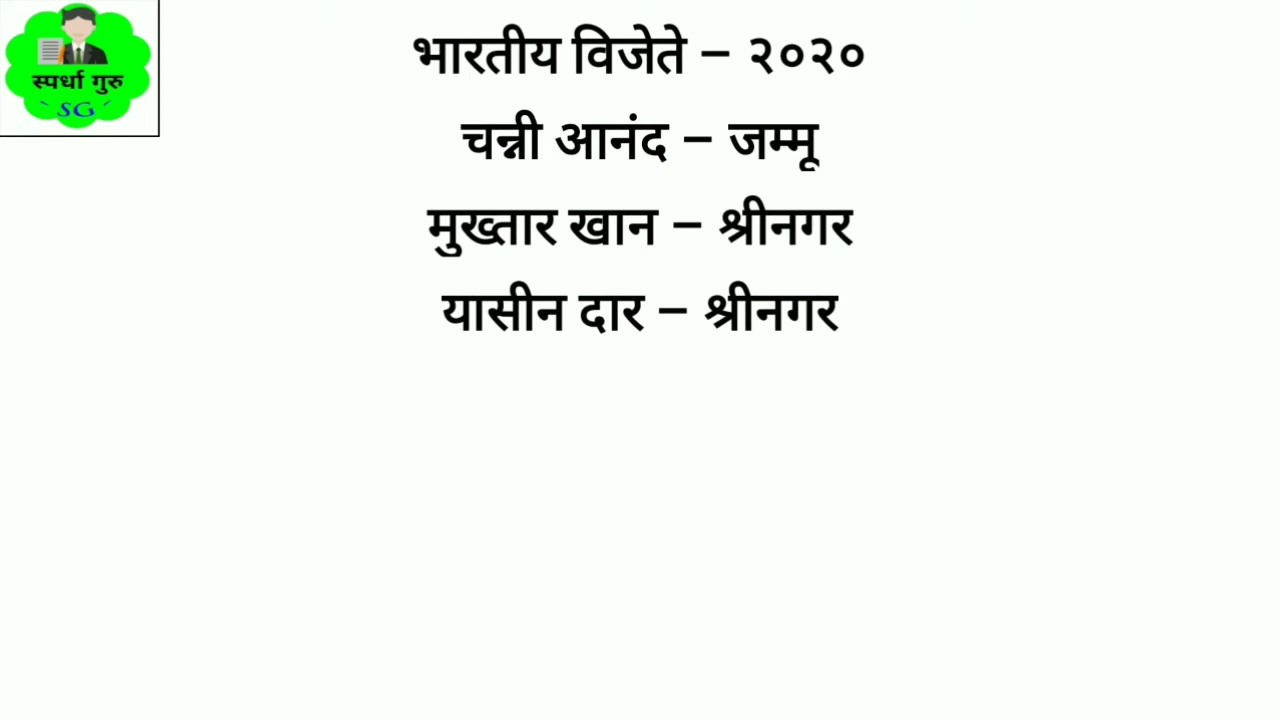 स्पर्धा गुरु
SG
भारतीय विजेते – २०२०
चन्नी आनंद – जम्मू
मुख्तार खान – श्रीनगर
यासीन दार – श्रीनगर